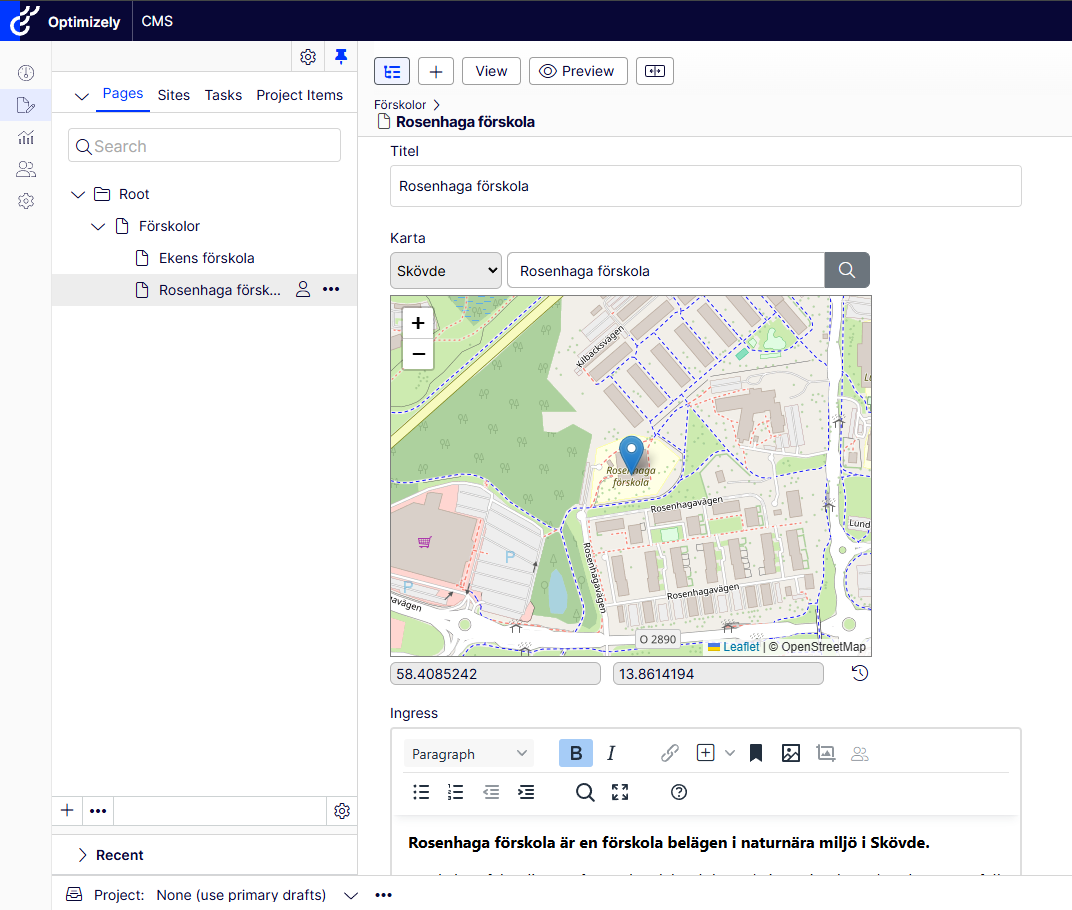 Optimizely
CMS
Pages
Sites
Tasks
Project Items
Search
Root
Förskolor
Ekens förskola
Rosenhaga försk...
Recent
Project: None (use primary drafts)
View
Preview
Förskolor
Rosenhaga förskola
Titel
Rosenhaga förskola
Karta
Skövde
Rosenhaga förskola
+
−
Kilbacksvägen
Rosenhaga
förskola
Rosenhagavägen
Lund
P
Rosenhagavägen
P
Rosenhagavägen
O 2890
Leaflet | © OpenStreetMap
58.4085242
13.8614194
Ingress
Paragraph
B
I
Rosenhaga förskola är en förskola belägen i naturnära miljö i Skövde.